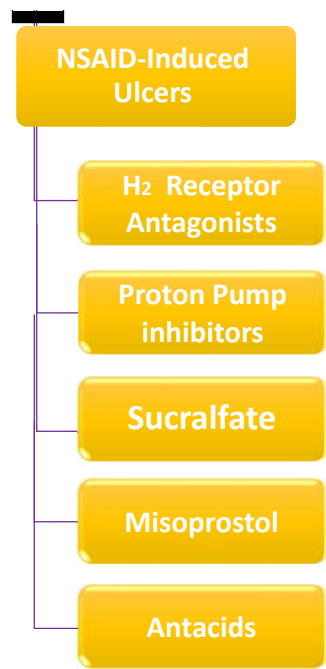 NSAID-Induced
Ulcers
H₂ Receptor
Antagonists
Proton Pump
inhibitors
Sucralfate
Misoprostol
Antacids